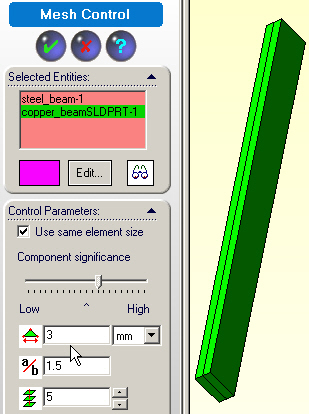 Mesh Control
?
Selected Entities:
steel_beam-1
copper_beamSLDPRT-1
Edit...
Control Parameters:
Use same element size
Component significance
Low ^ High
3 mm
a/b 1.5
5